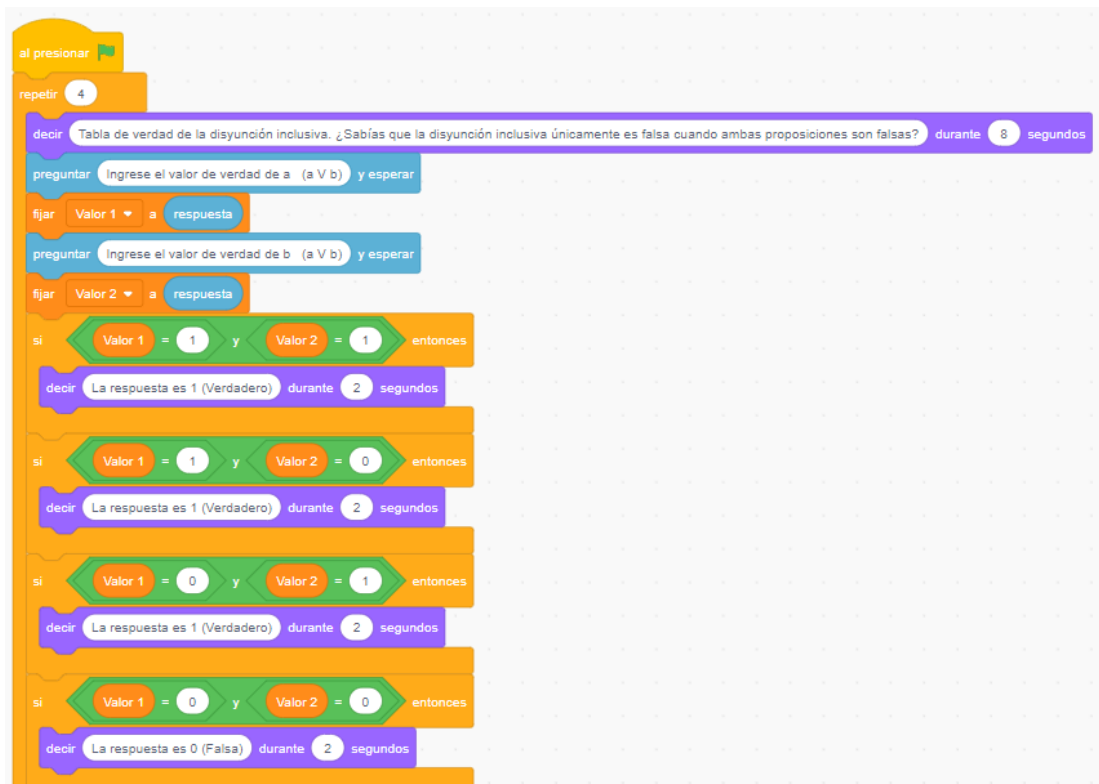 al presionar
repetir 4
decir Tabla de verdad de la disyunción inclusiva. ¿Sabías que la disyunción inclusiva únicamente es falsa cuando ambas proposiciones son falsas? durante 8 segundos
preguntar Ingrese el valor de verdad de a (a V b) y esperar
fijar Valor 1 a respuesta
preguntar Ingrese el valor de verdad de b (a V b) y esperar
fijar Valor 2 a respuesta
si Valor 1 = 1 y Valor 2 = 1 entonces
decir La respuesta es 1 (Verdadero) durante 2 segundos
si Valor 1 = 1 y Valor 2 = 0 entonces
decir La respuesta es 1 (Verdadero) durante 2 segundos
si Valor 1 = 0 y Valor 2 = 1 entonces
decir La respuesta es 1 (Verdadero) durante 2 segundos
si Valor 1 = 0 y Valor 2 = 0 entonces
decir La respuesta es 0 (Falsa) durante 2 segundos